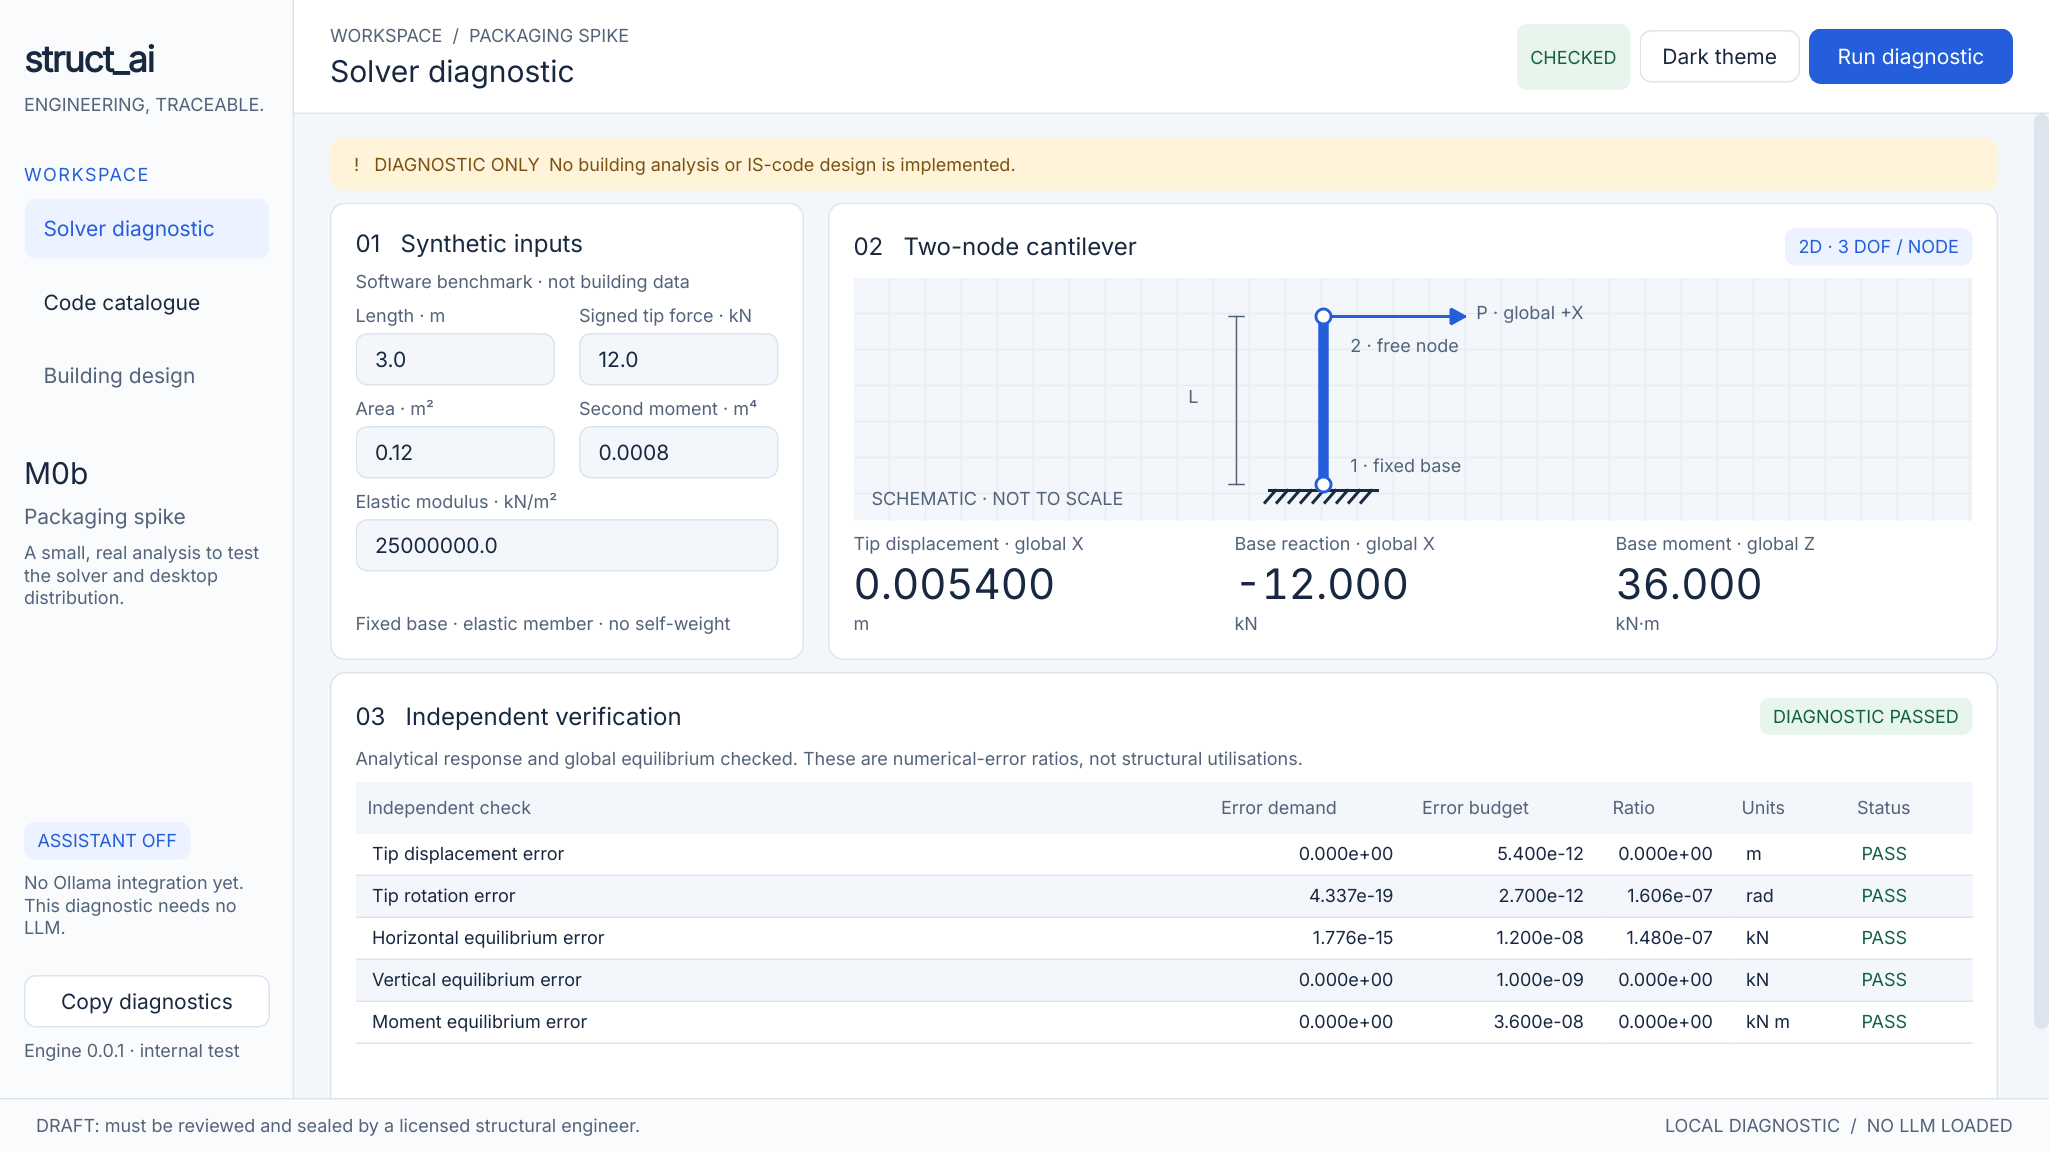 struct_ai
ENGINEERING, TRACEABLE.
WORKSPACE
Solver diagnostic
Code catalogue
Building design
M0b
Packaging spike
A small, real analysis to test
the solver and desktop
distribution.
ASSISTANT OFF
No Ollama integration yet.
This diagnostic needs no
LLM.
Copy diagnostics
Engine 0.0.1 · internal test
WORKSPACE / PACKAGING SPIKE
Solver diagnostic
CHECKED
Dark theme
Run diagnostic
! DIAGNOSTIC ONLY No building analysis or IS-code design is implemented.
01 Synthetic inputs
Software benchmark · not building data
Length · m
Signed tip force · kN
3.0
12.0
Area · m²
Second moment · m⁴
0.12
0.0008
Elastic modulus · kN/m²
25000000.0
Fixed base · elastic member · no self-weight
02 Two-node cantilever
2D · 3 DOF / NODE
P · global +X
2 · free node
L
1 · fixed base
SCHEMATIC · NOT TO SCALE
Tip displacement · global X
0.005400
m
Base reaction · global X
-12.000
kN
Base moment · global Z
36.000
kN·m
03 Independent verification
DIAGNOSTIC PASSED
Analytical response and global equilibrium checked. These are numerical-error ratios, not structural utilisations.
Independent check Error demand Error budget Ratio Units Status
Tip displacement error 0.000e+00 5.400e-12 0.000e+00 m PASS
Tip rotation error 4.337e-19 2.700e-12 1.606e-07 rad PASS
Horizontal equilibrium error 1.776e-15 1.200e-08 1.480e-07 kN PASS
Vertical equilibrium error 0.000e+00 1.000e-09 0.000e+00 kN PASS
Moment equilibrium error 0.000e+00 3.600e-08 0.000e+00 kN m PASS
DRAFT: must be reviewed and sealed by a licensed structural engineer.
LOCAL DIAGNOSTIC / NO LLM LOADED